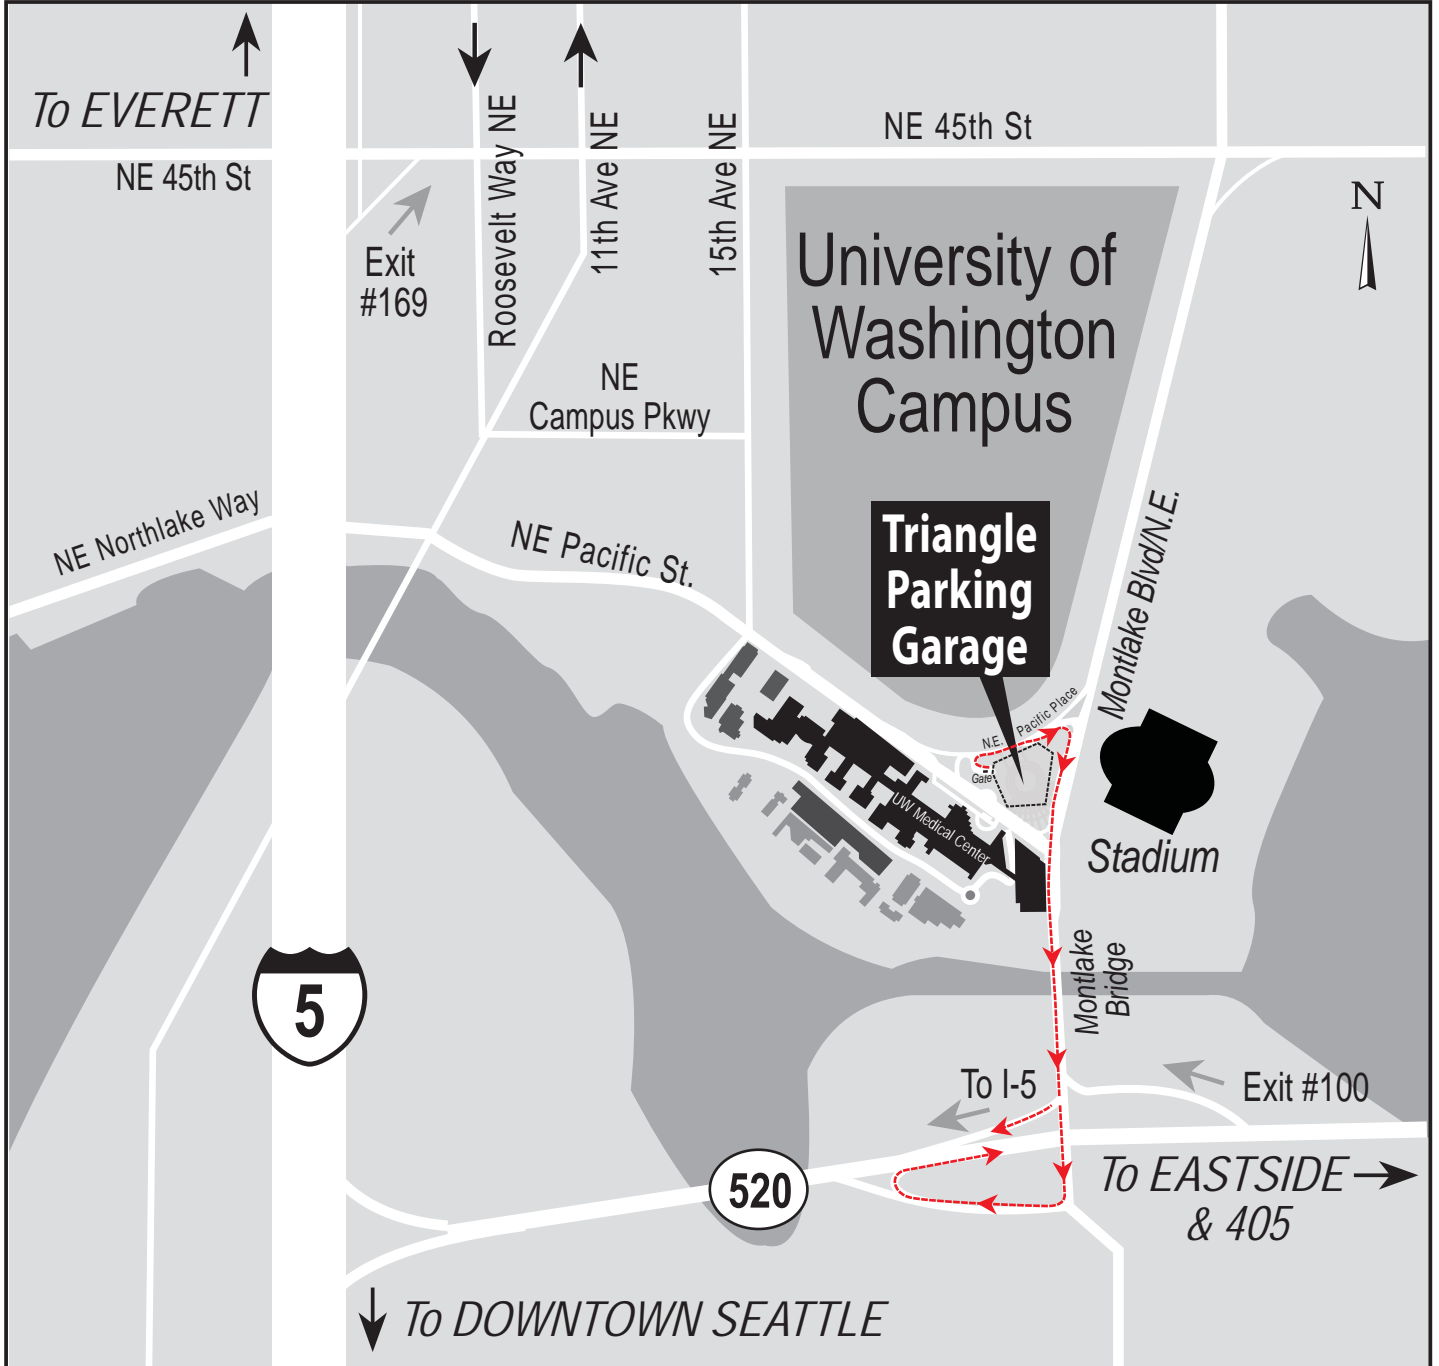 To EVERETT
NE 45th St
NE 45th St
Roosevelt Way NE
11th Ave NE
15th Ave NE
N
Exit
#169
University of
Washington
Campus
NE
Campus Pkwy
NE Northlake Way
NE Pacific St.
Triangle
Parking
Garage
Montlake Blvd/N.E.
N.E. Pacific Place
Gate
UW Medical Center
Stadium
Montlake
Bridge
5
To I-5
Exit #100
520
To EASTSIDE
& 405
To DOWNTOWN SEATTLE